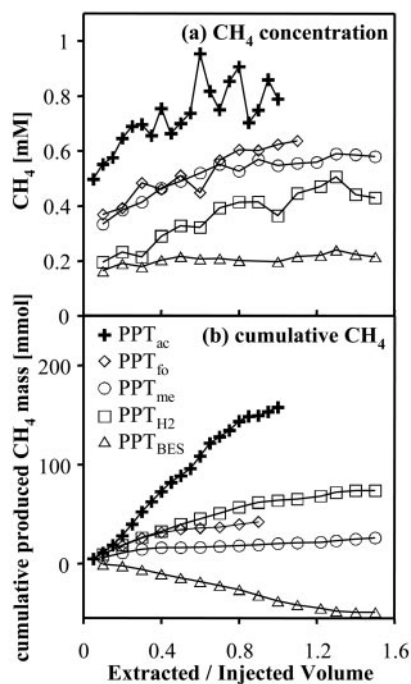 (a) CH4 concentration
1
0.8
0.6
0.4
0.2
0
CH4 [mM]
(b) cumulative CH4
PPTac
PPTfo
PPTme
PPTH2
PPTBES
200
100
0
cumulative produced CH4 mass [mmol]
0 0.4 0.8 1.2 1.6
Extracted / Injected Volume